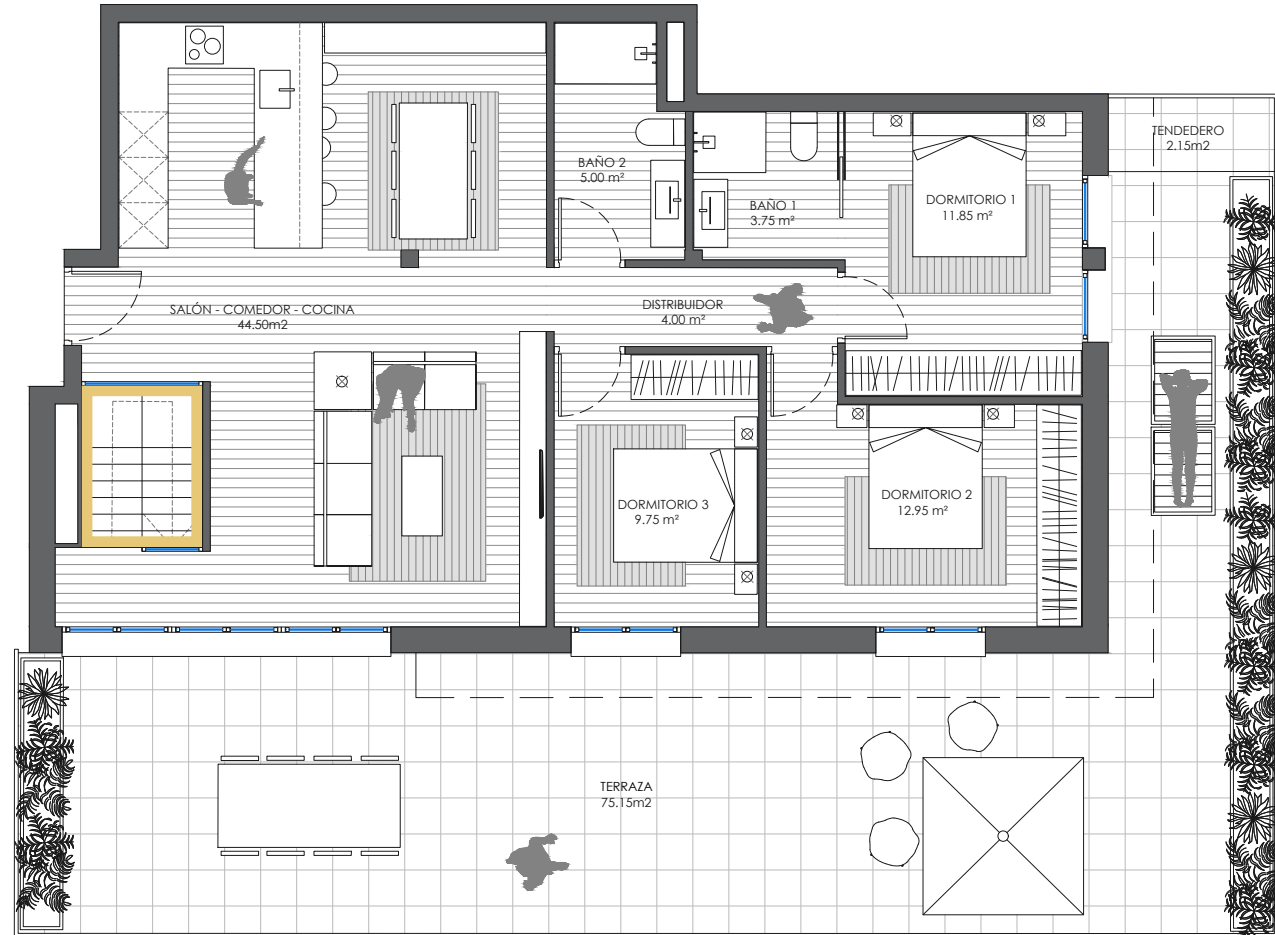 TENDEDERO
2.15m2
BAÑO 2
5.00 m²
BAÑO 1
3.75 m²
DORMITORIO 1
11.85 m²
SALÓN - COMEDOR - COCINA
44.50m2
DISTRIBUIDOR
4.00 m²
DORMITORIO 3
9.75 m²
DORMITORIO 2
12.95 m²
TERRAZA
75.15m2